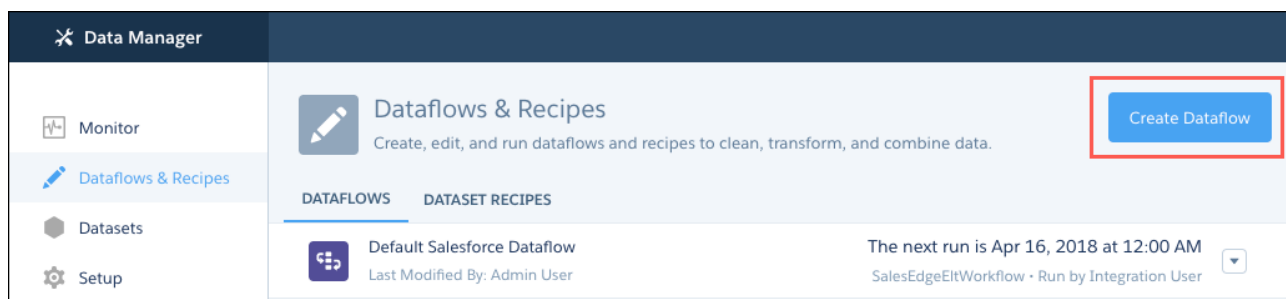 Data Manager
Monitor
Dataflows & Recipes
Datasets
Setup
Dataflows & Recipes
Create, edit, and run dataflows and recipes to clean, transform, and combine data.
Create Dataflow
DATAFLOWS DATASET RECIPES
Default Salesforce Dataflow
Last Modified By: Admin User
The next run is Apr 16, 2018 at 12:00 AM
SalesEdgeEltWorkflow • Run by Integration User